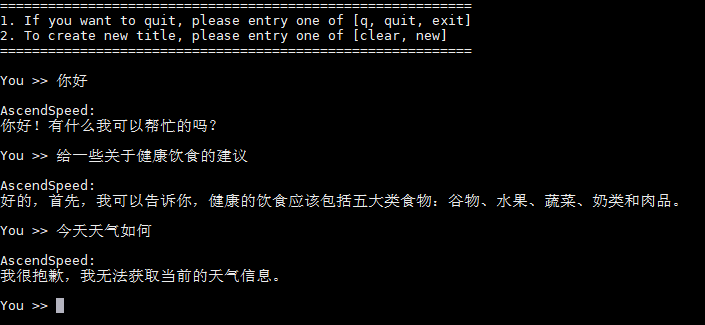 ===========================================================
1. If you want to quit, please entry one of [q, quit, exit]
2. To create new title, please entry one of [clear, new]
===========================================================
You >> 你好
AscendSpeed:
你好！有什么我可以帮忙的吗？
You >> 给一些关于健康饮食的建议
AscendSpeed:
好的，首先，我可以告诉你，健康的饮食应该包括五大类食物：谷物、水果、蔬菜、奶类和肉品。
You >> 今天天气如何
AscendSpeed:
我很抱歉，我无法获取当前的天气信息。
You >>